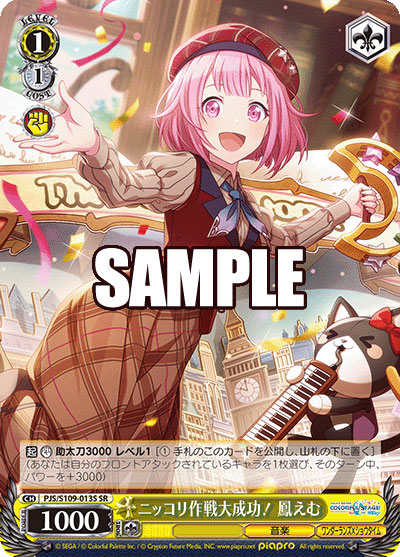 LEVEL
1
1
COST
SAMPLE
【起】 助太刀3000 レベル1 [① 手札のこのカードを公開し、山札の下に置く]
(あなたは自分のフロントアタックされているキャラを1枚選び、そのターン中、
パワーを+3000)
CH PJS/S109-013S SR
ニッコリ作戦大成功! 鳳えむ
POWER
1000
SOUL
音楽
ワンダーランズ×ショウタイム
© SEGA / © Colorful Palette Inc. / © Crypton Future Media, INC. www.piapro.net piapro